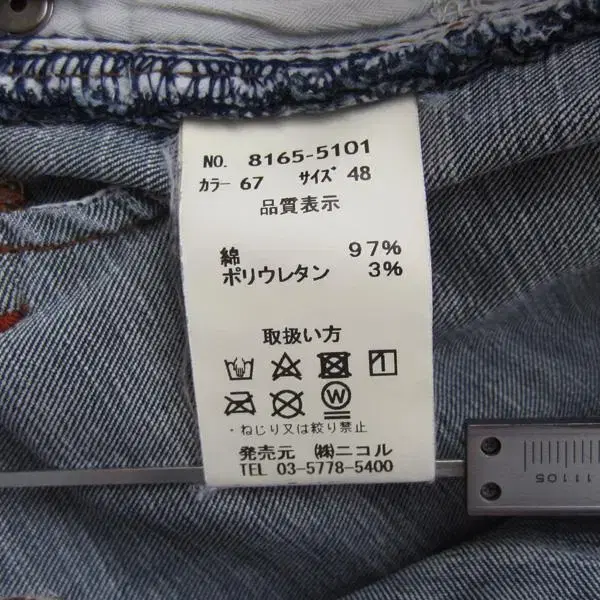 NO. 8165-5101
カラー 67 サイズ 48
品質表示
綿 97%
ポリウレタン 3%
取扱い方
W
・ねじり又は絞り禁止
発売元 ㈱ニコル
TEL 03-5778-5400
11105